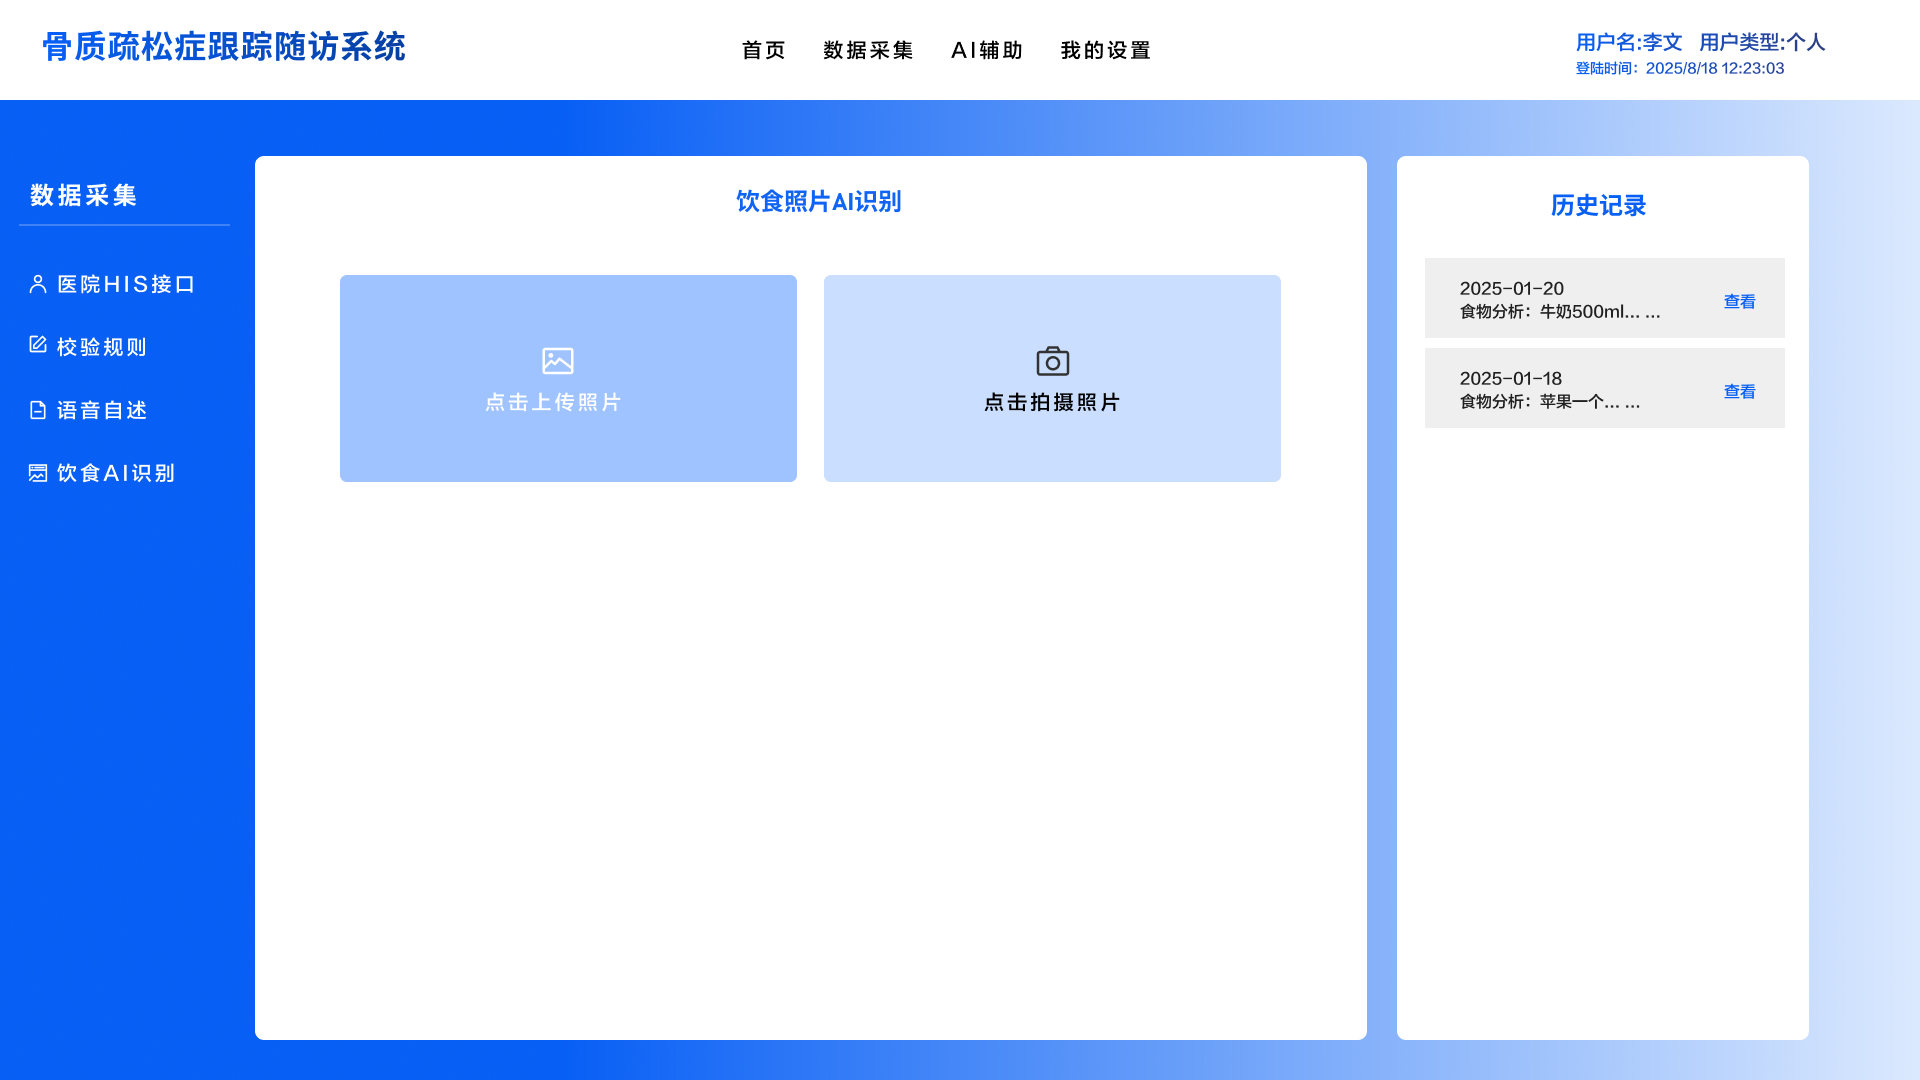 骨质疏松症跟踪随访系统
首页 数据采集 AI辅助 我的设置
用户名:李文 用户类型:个人
登陆时间：2025/8/18 12:23:03
数据采集
医院HIS接口
校验规则
语音自述
饮食AI识别
饮食照片AI识别
点击上传照片
点击拍摄照片
历史记录
2025-01-20
食物分析：牛奶500ml... ...
查看
2025-01-18
食物分析：苹果一个... ...
查看